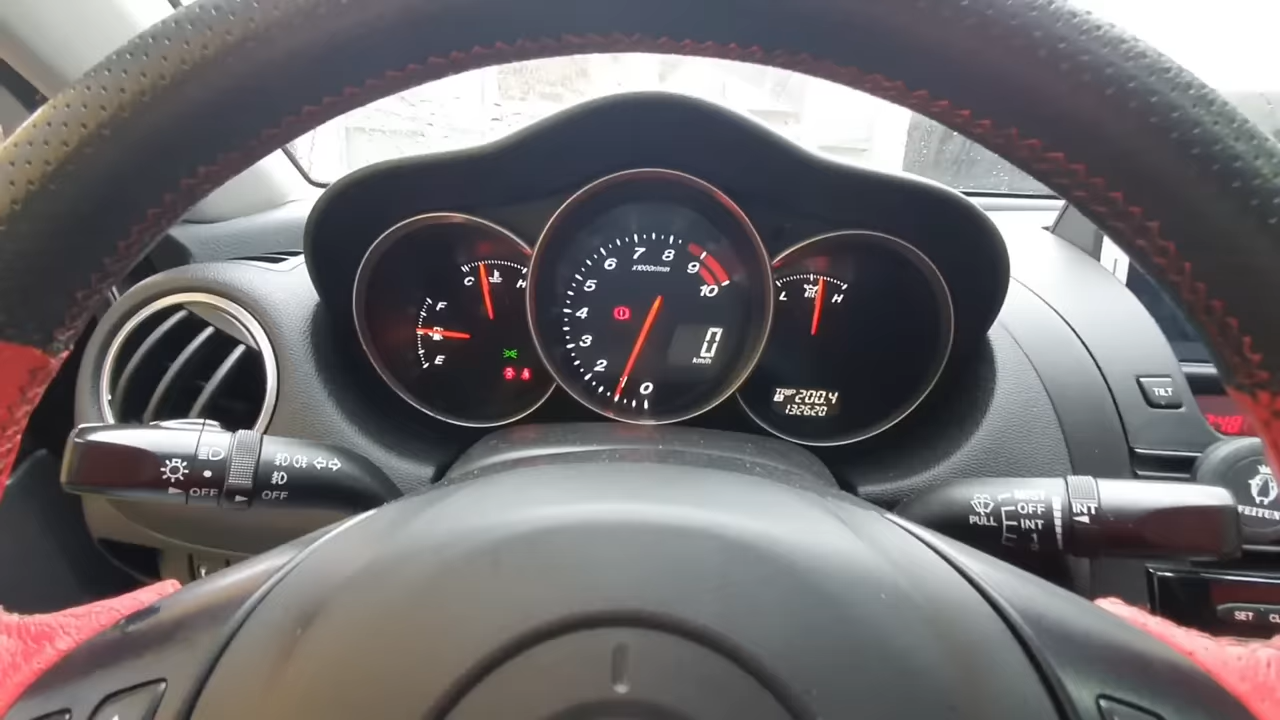 C H
F
E
0 1 2 3 4 5 6 7 8 9 10
x1000r/min
0
km/h
L H
TRIP B 200.4
132620
TILT
OFF
OFF
MIST
OFF
INT
PULL
INT
SET